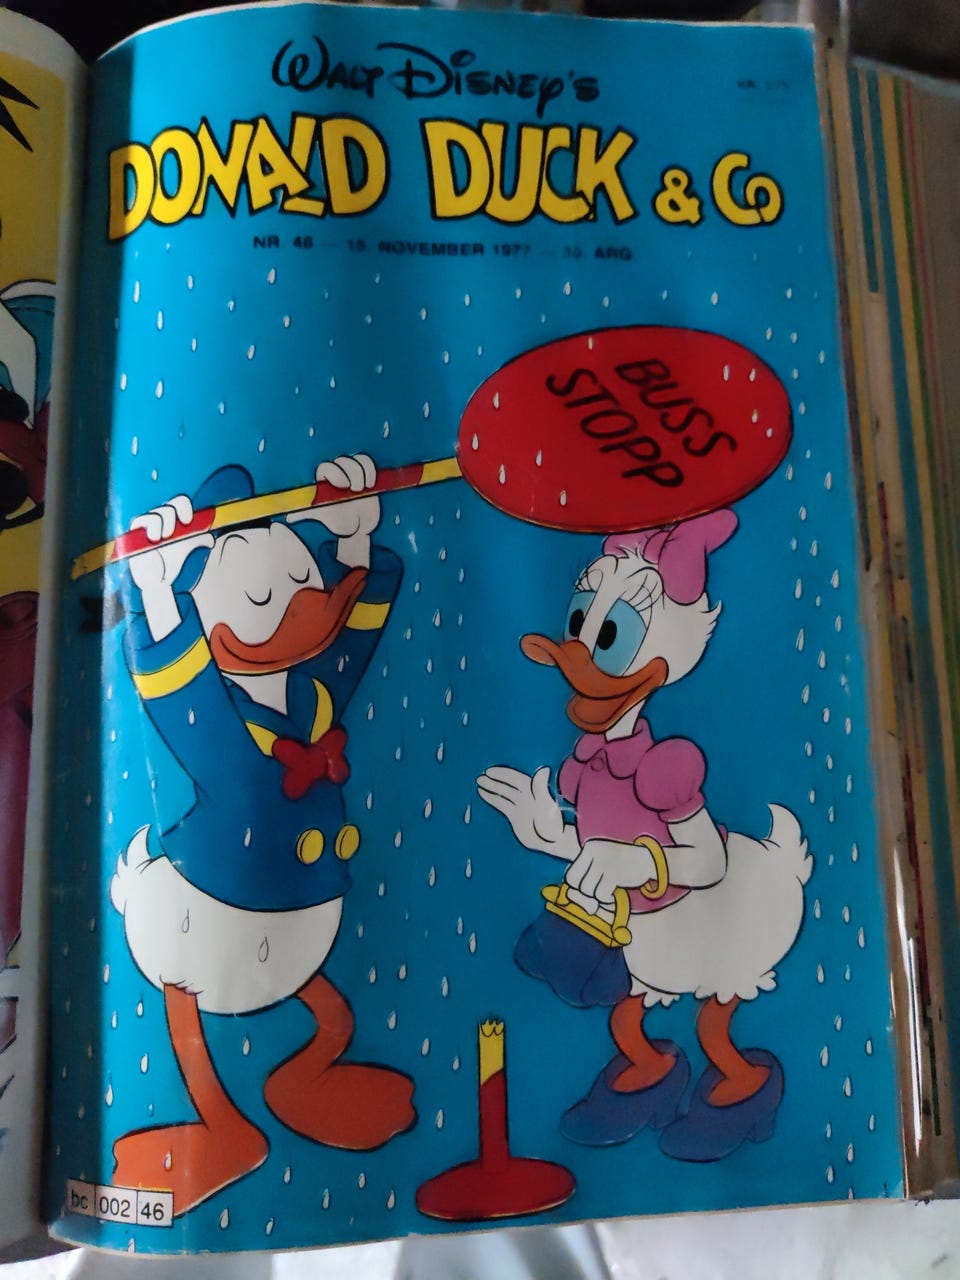 WALT DISNEY'S
DONALD DUCK & CO
NR. 46 — 15. NOVEMBER 1977 — 30. ÅRG.
BUSS
STOPP
bc 002 46